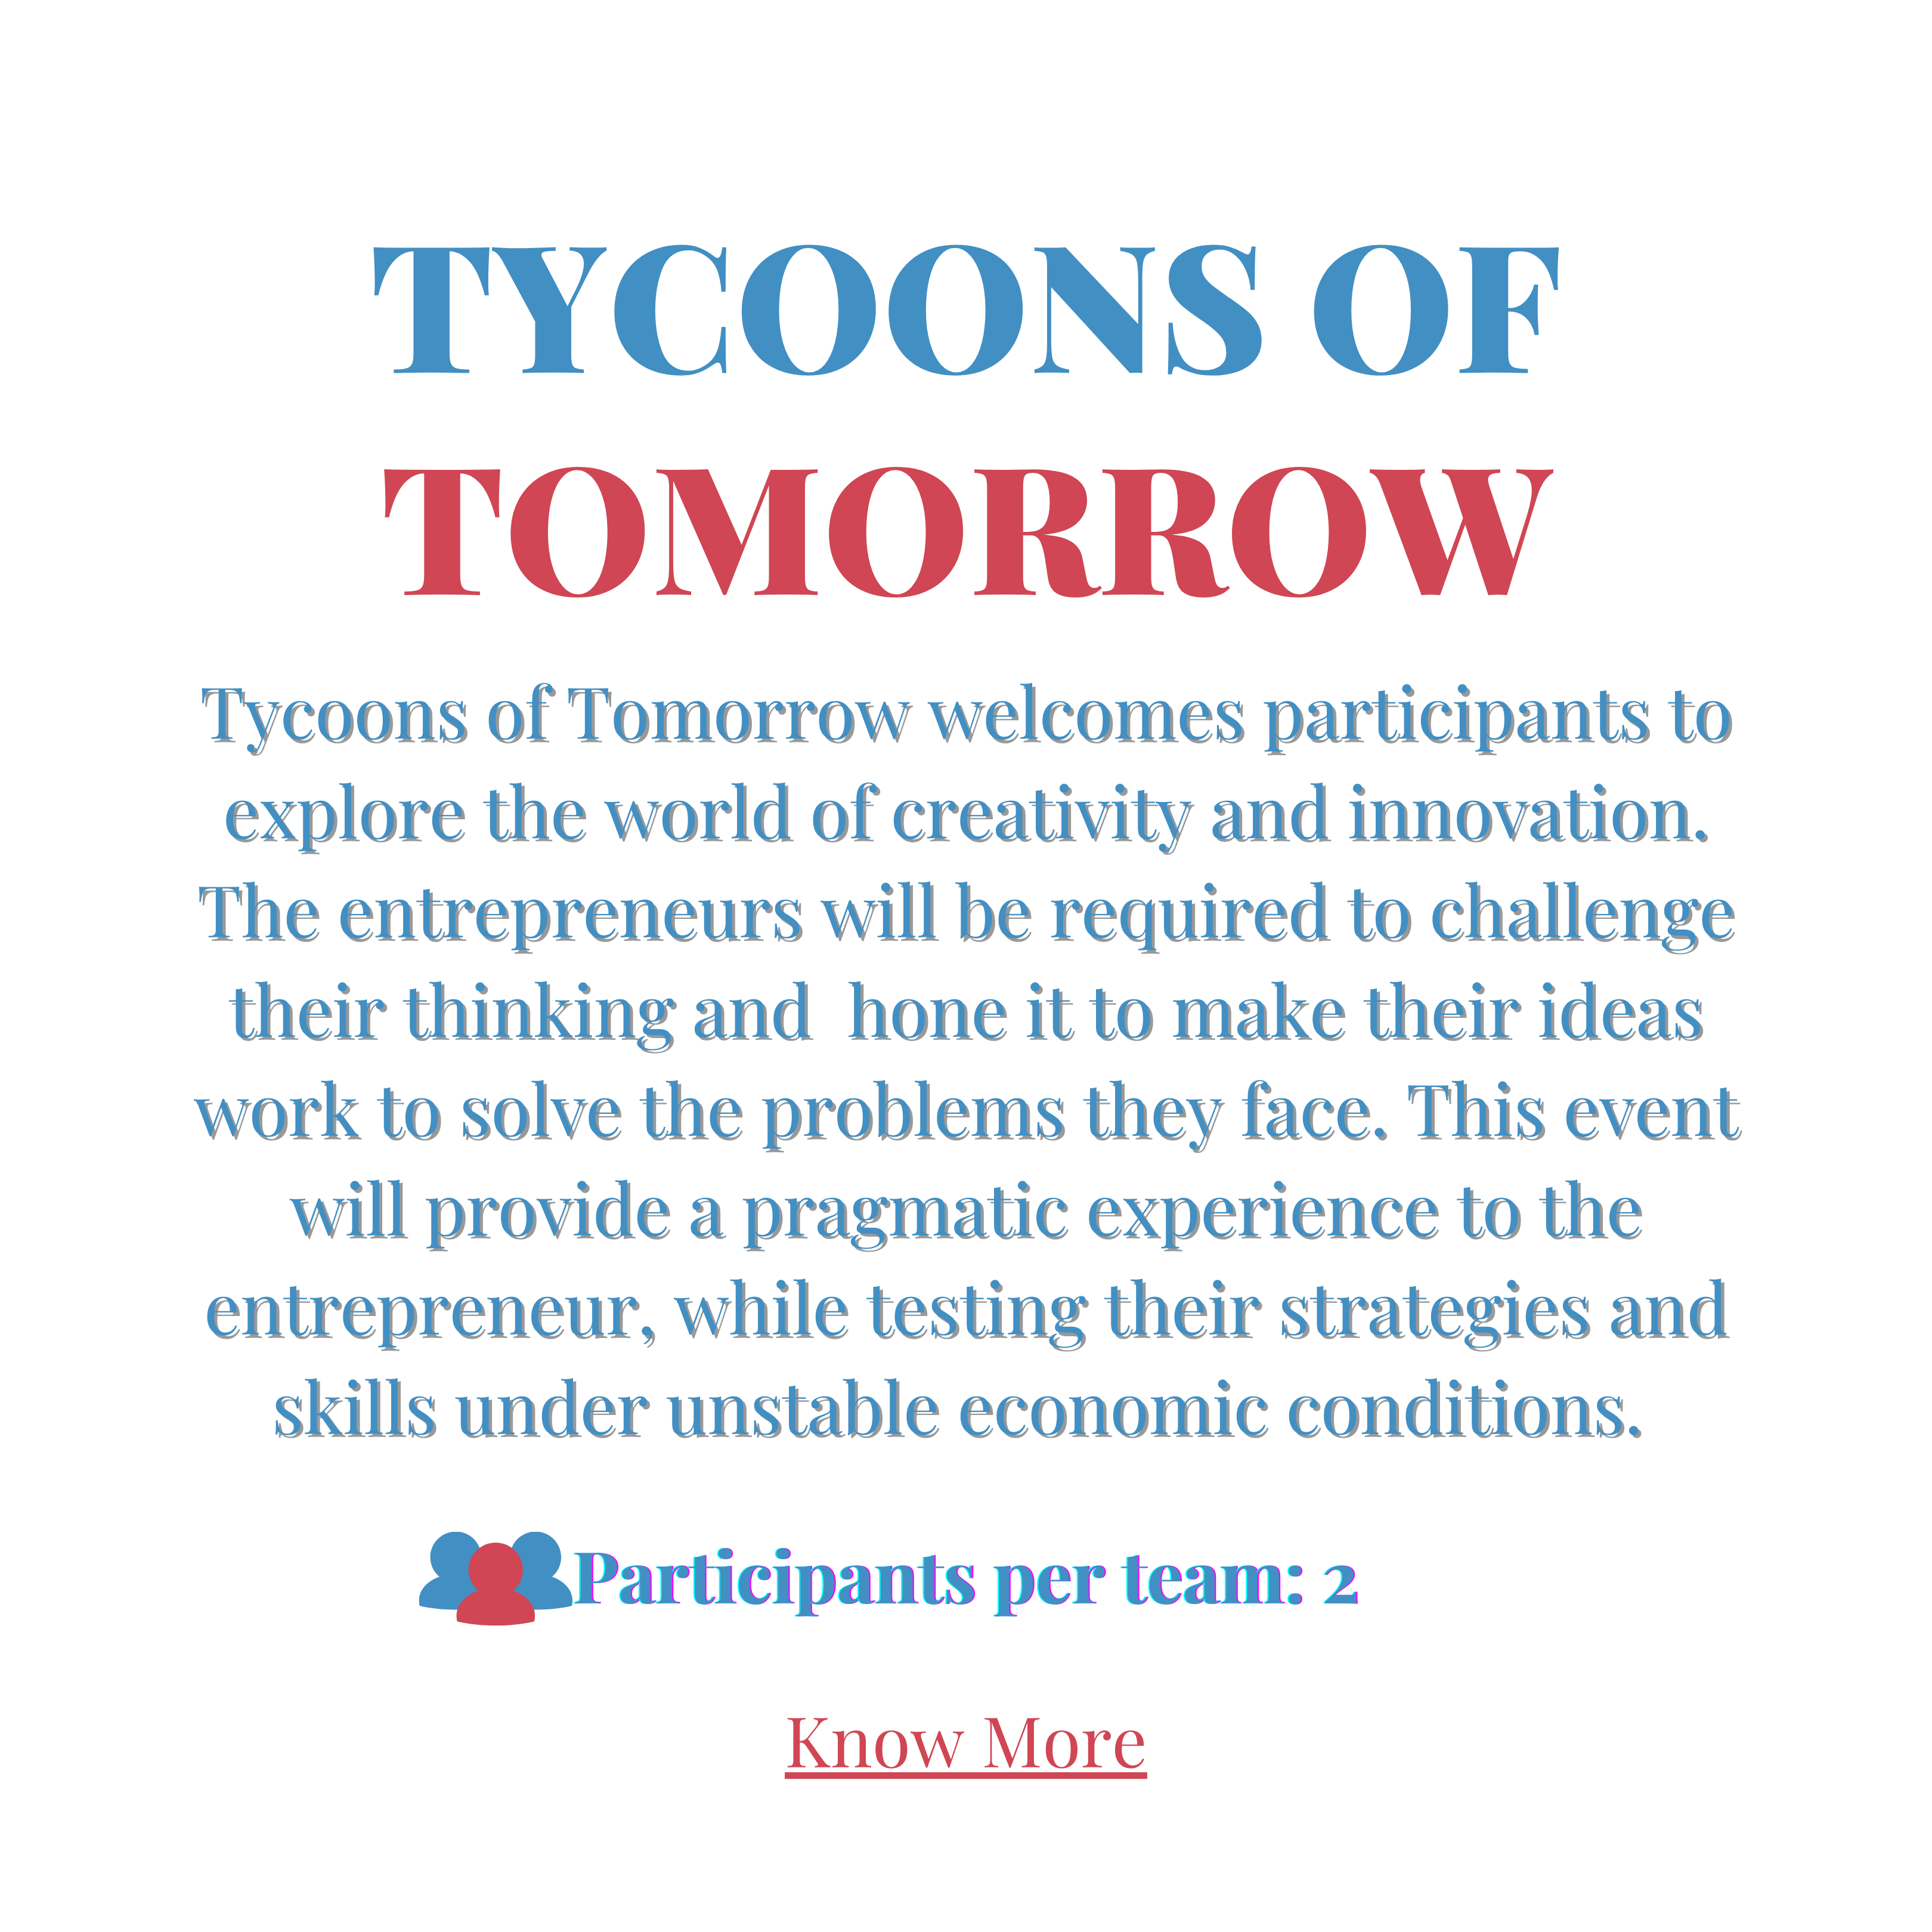 TYCOONS OF
TOMORROW
Tycoons of Tomorrow welcomes participants to
explore the world of creativity and innovation.
The entrepreneurs will be required to challenge
their thinking and  hone it to make their ideas
work to solve the problems they face. This event
will provide a pragmatic experience to the
entrepreneur, while testing their strategies and
skills under unstable economic conditions.
Participants per team: 2
Know More